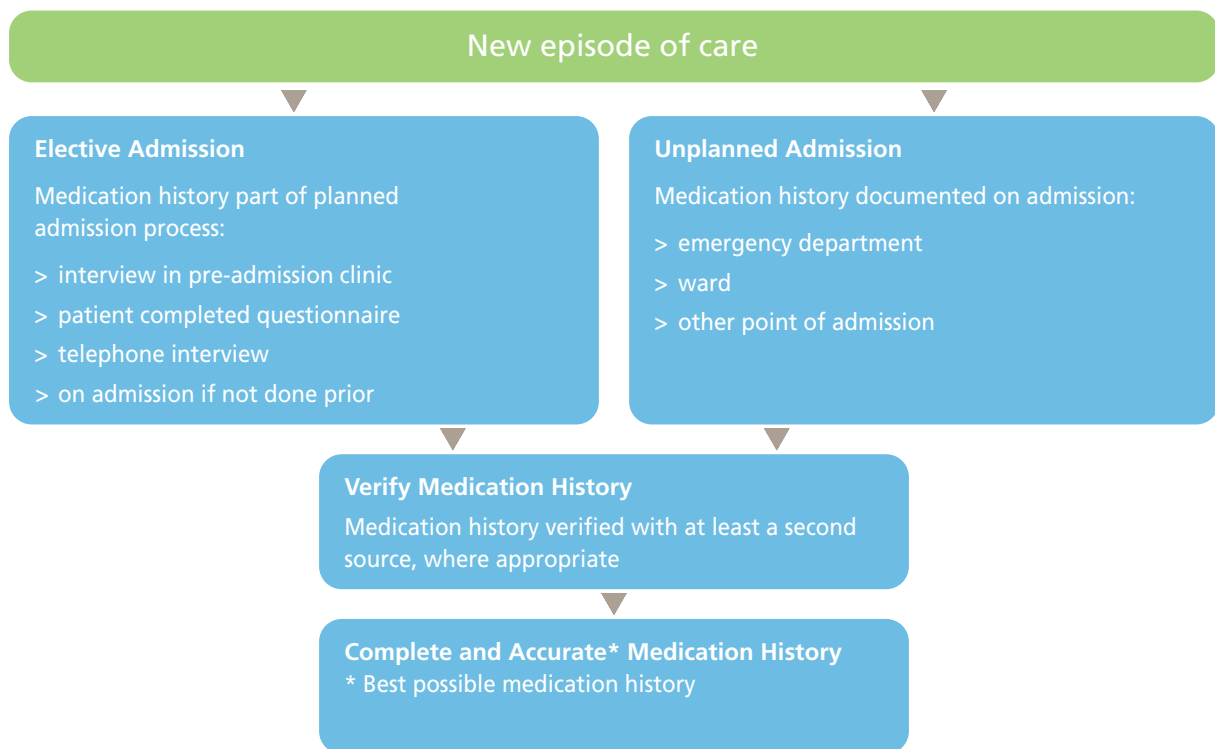 New episode of care
Elective Admission
Medication history part of planned
admission process:
> interview in pre-admission clinic
> patient completed questionnaire
> telephone interview
> on admission if not done prior
Unplanned Admission
Medication history documented on admission:
> emergency department
> ward
> other point of admission
Verify Medication History
Medication history verified with at least a second
source, where appropriate
Complete and Accurate* Medication History
* Best possible medication history